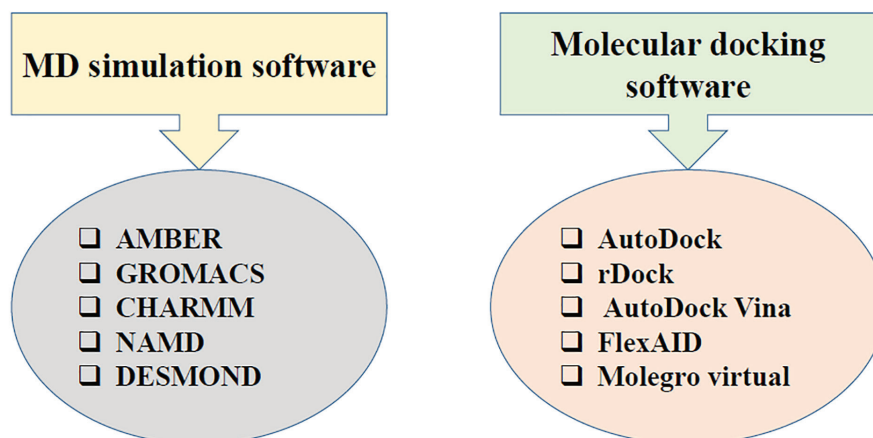 MD simulation software
❑ AMBER
❑ GROMACS
❑ CHARMM
❑ NAMD
❑ DESMOND
Molecular docking
software
❑ AutoDock
❑ rDock
❑ AutoDock Vina
❑ FlexAID
❑ Molegro virtual